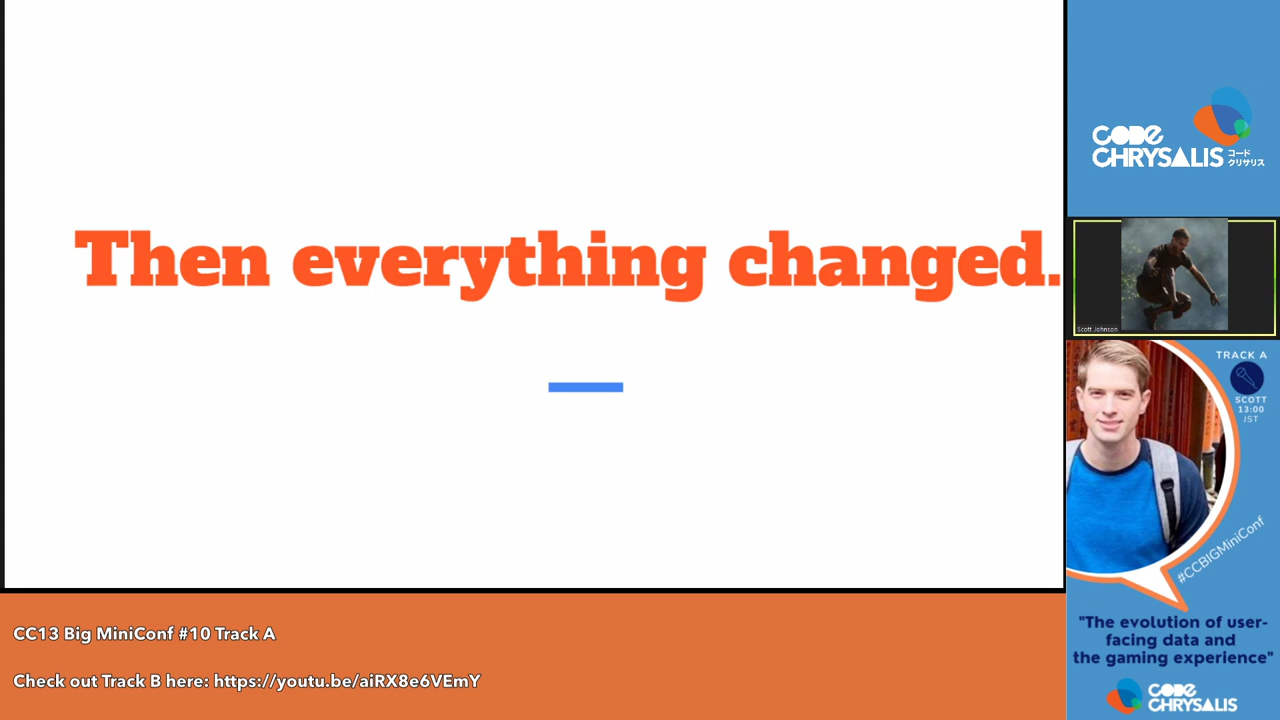 Then everything changed.
CODE
CHRYSALIS
コード
クリサリス
Scott Johnson
TRACK A
SCOTT
13:00
JST
#CCBIGMiniConf
"The evolution of user-
facing data and
the gaming experience"
CODE
CHRYSALIS
CC13 Big MiniConf #10 Track A
Check out Track B here: https://youtu.be/aiRX8e6VEmY